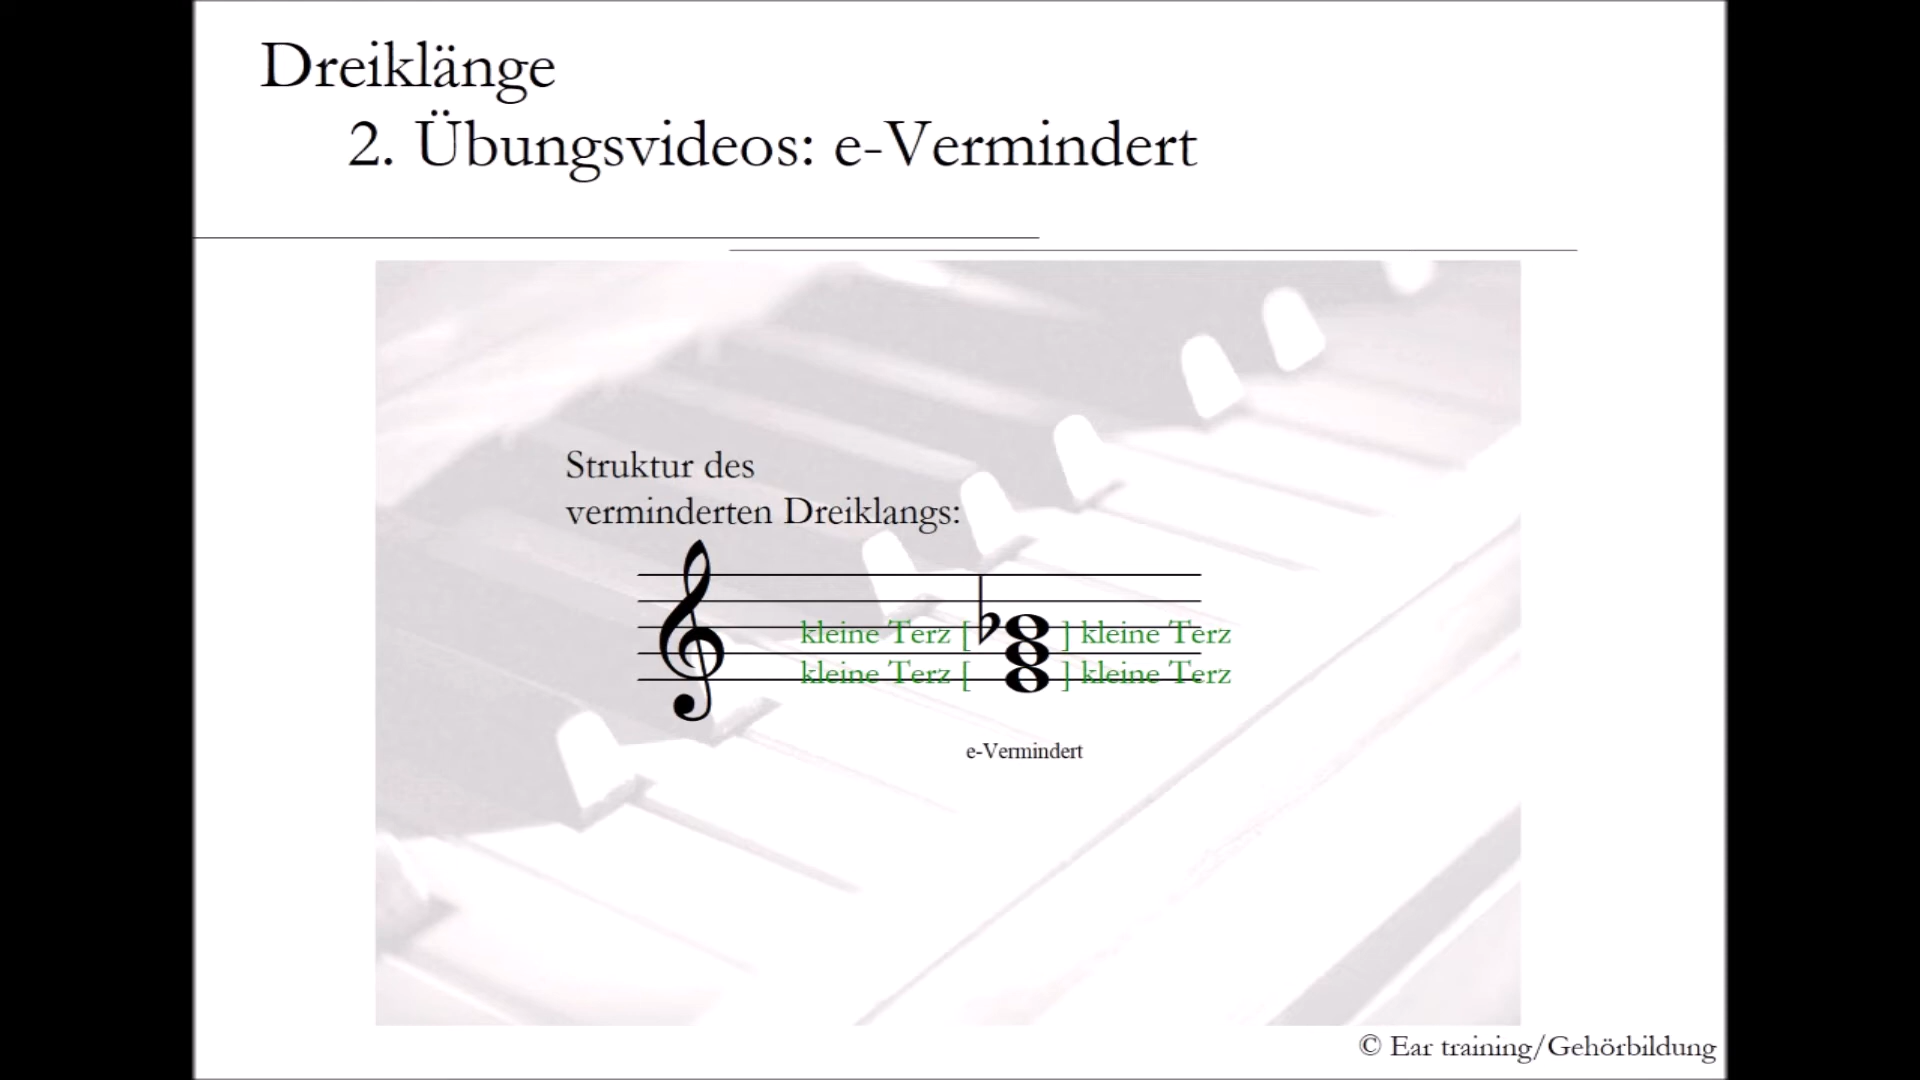 Dreiklänge
2. Übungsvideos: e-Vermindert
Struktur des
verminderten Dreiklangs:
kleine Terz [ ] kleine Terz
kleine Terz [ ] kleine Terz
e-Vermindert
© Ear training/Gehörbildung